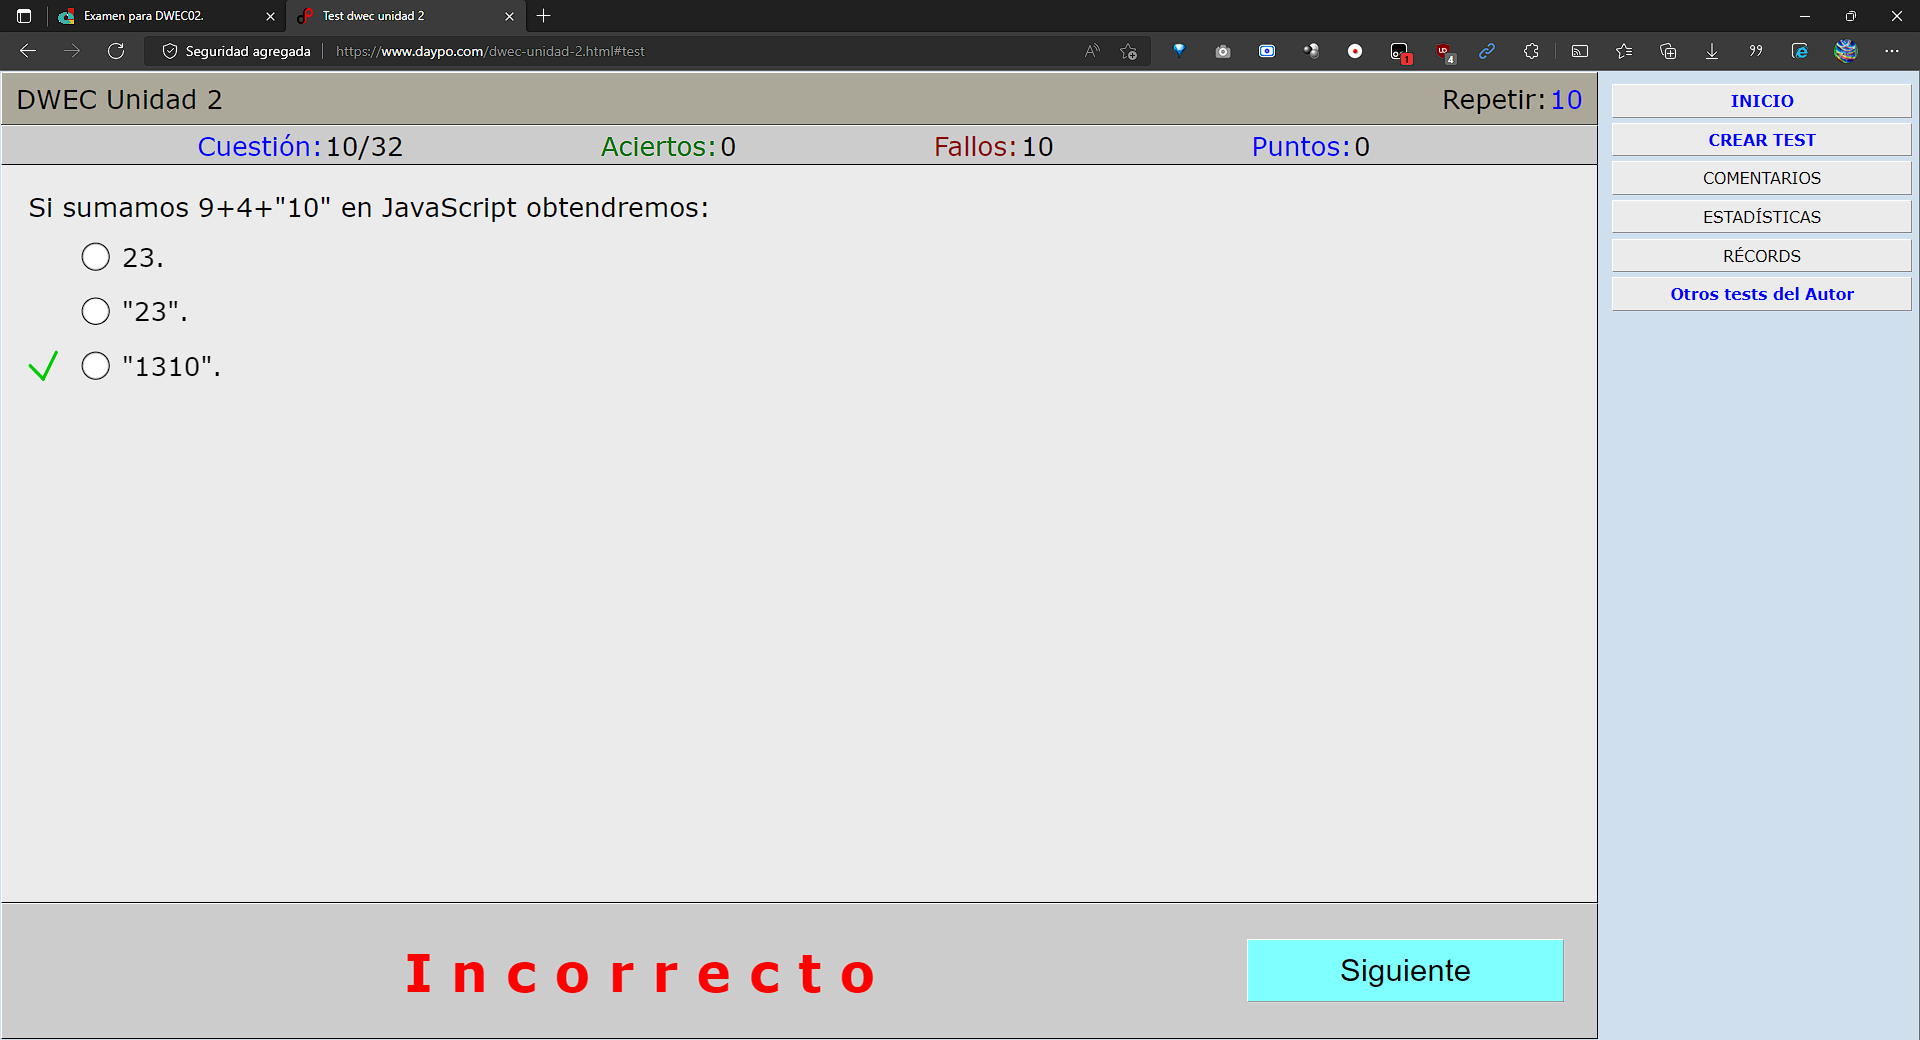 Examen para DWEC02.
Test dwec unidad 2
Seguridad agregada
https://www.daypo.com/dwec-unidad-2.html#test
1
4
DWEC Unidad 2
Repetir: 10
Cuestión: 10/32
Aciertos: 0
Fallos: 10
Puntos: 0
Si sumamos 9+4+"10" en JavaScript obtendremos:
23.
"23".
"1310".
Incorrecto
Siguiente
INICIO
CREAR TEST
COMENTARIOS
ESTADÍSTICAS
RÉCORDS
Otros tests del Autor